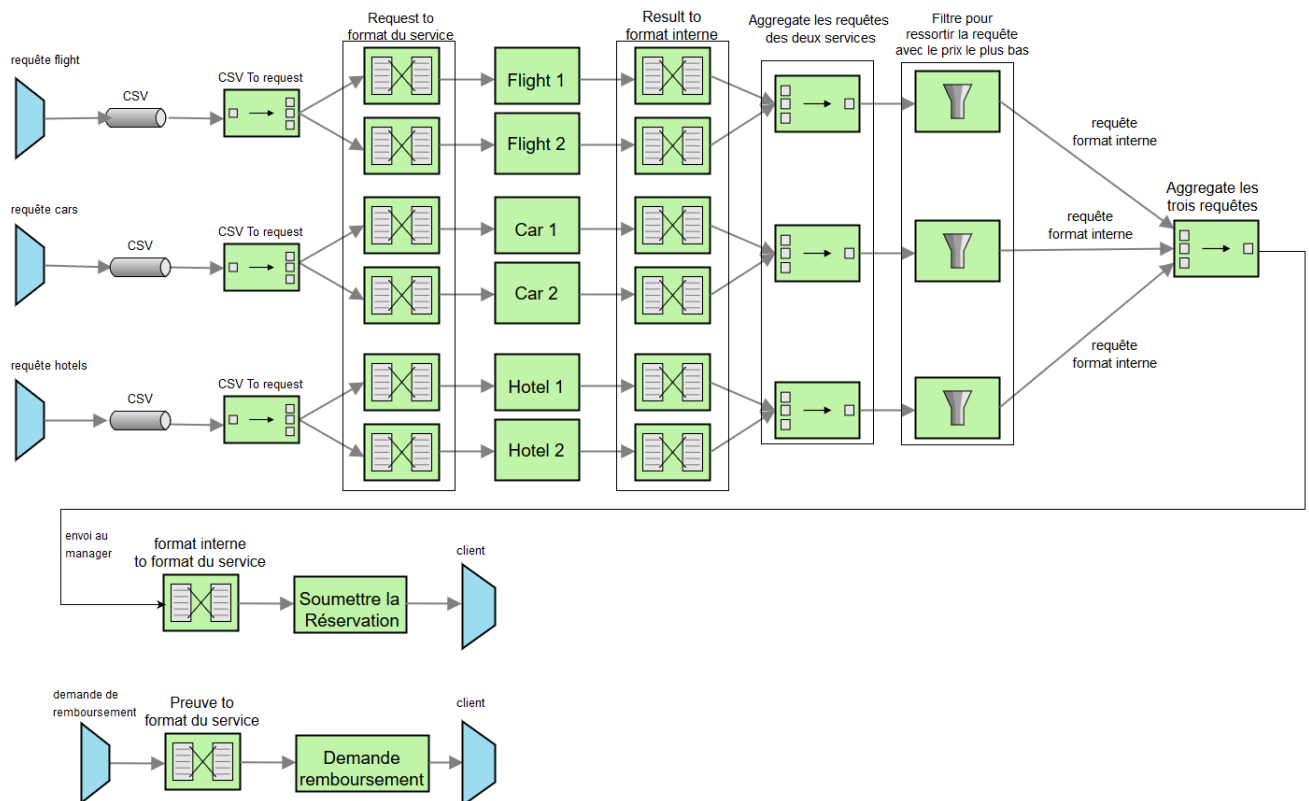 Request to
format du service
Result to
format interne
Aggregate les requêtes
des deux services
Filtre pour
ressortir la requête
avec le prix le plus bas
requête flight
CSV
CSV To request
Flight 1
Flight 2
requête
format interne
requête cars
CSV
CSV To request
Car 1
Car 2
requête
format interne
Aggregate les
trois requêtes
requête hotels
CSV
CSV To request
Hotel 1
Hotel 2
requête
format interne
envoi au
manager
format interne
to format du service
Soumettre la
Réservation
client
demande de
remboursement
Preuve to
format du service
Demande
remboursement
client